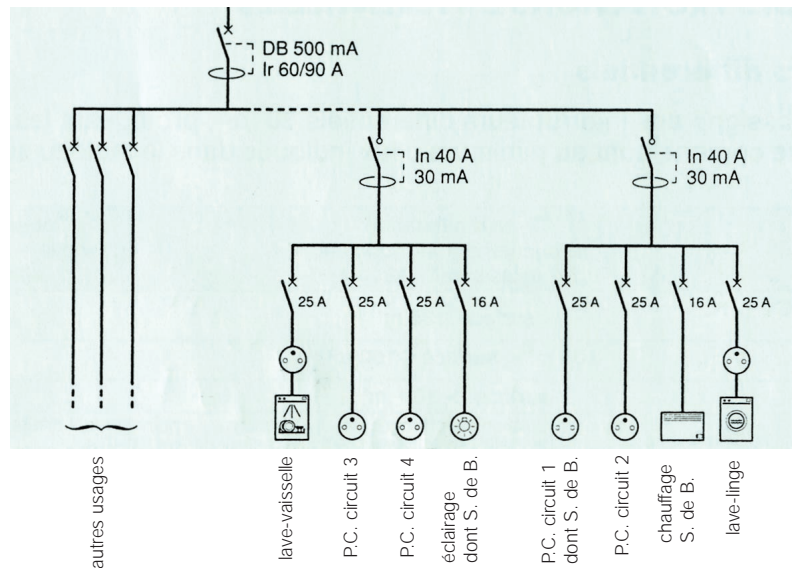 DB 500 mA
Ir 60/90 A
In 40 A
30 mA
In 40 A
30 mA
25 A
25 A
25 A
16 A
25 A
25 A
16 A
25 A
autres usages
lave-vaisselle
P.C. circuit 3
P.C. circuit 4
éclairage
dont S. de B.
P.C. circuit 1
dont S. de B.
P.C. circuit 2
chauffage
S. de B.
lave-linge